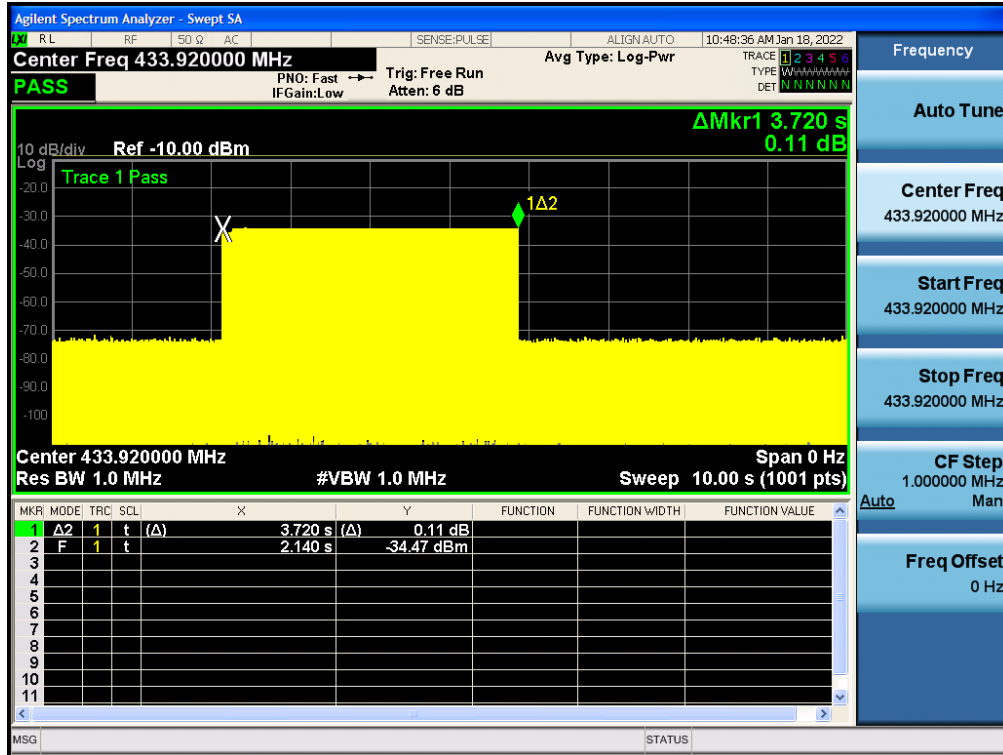 Agilent Spectrum Analyzer - Swept SA
LXI RL RF 50 Ω AC SENSE:PULSE ALIGN AUTO 10:48:36 AM Jan 18, 2022
Center Freq 433.920000 MHz
Avg Type: Log-Pwr
TRACE 1 2 3 4 5 6
TYPE W
DET N N N N N N
PASS
PNO: Fast
IFGain:Low
Trig: Free Run
Atten: 6 dB
ΔMkr1 3.720 s
0.11 dB
10 dB/div Ref -10.00 dBm
Log
Trace 1 Pass
-20.0
-30.0
-40.0
-50.0
-60.0
-70.0
-80.0
-90.0
-100
X
1Δ2
Center 433.920000 MHz
Span 0 Hz
Res BW 1.0 MHz
#VBW 1.0 MHz
Sweep 10.00 s (1001 pts)
MKR MODE TRC SCL X Y FUNCTION FUNCTION WIDTH FUNCTION VALUE
1 Δ2 1 t (Δ) 3.720 s (Δ) 0.11 dB
2 F 1 t 2.140 s -34.47 dBm
3
4
5
6
7
8
9
10
11
MSG
STATUS
Frequency
Auto Tune
Center Freq
433.920000 MHz
Start Freq
433.920000 MHz
Stop Freq
433.920000 MHz
CF Step
1.000000 MHz
Auto Man
Freq Offset
0 Hz